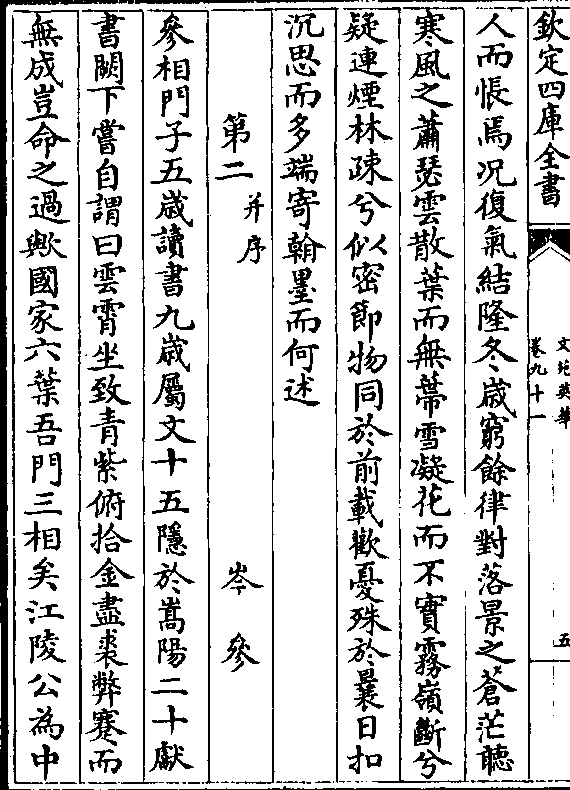 欽定四庫全書
文苑英華
卷九十一
五
人而悵焉况復氣結隆冬歲窮餘律對落景之蒼茫聽
寒風之蕭瑟雲散葉而無蔕雪凝花而不實霧嶺斷兮
疑連煙林疎兮似密節物同於前載歡憂殊於曩日扣
沉思而多端寄翰墨而何述
第二并序
岑參
參相門子五歲讀書九歲屬文十五隱於嵩陽二十獻
書闕下嘗自謂曰雲霄坐致青紫俯拾金盡裘弊蹇而
無成豈命之過歟國家六葉吾門三相矣江陵公為中